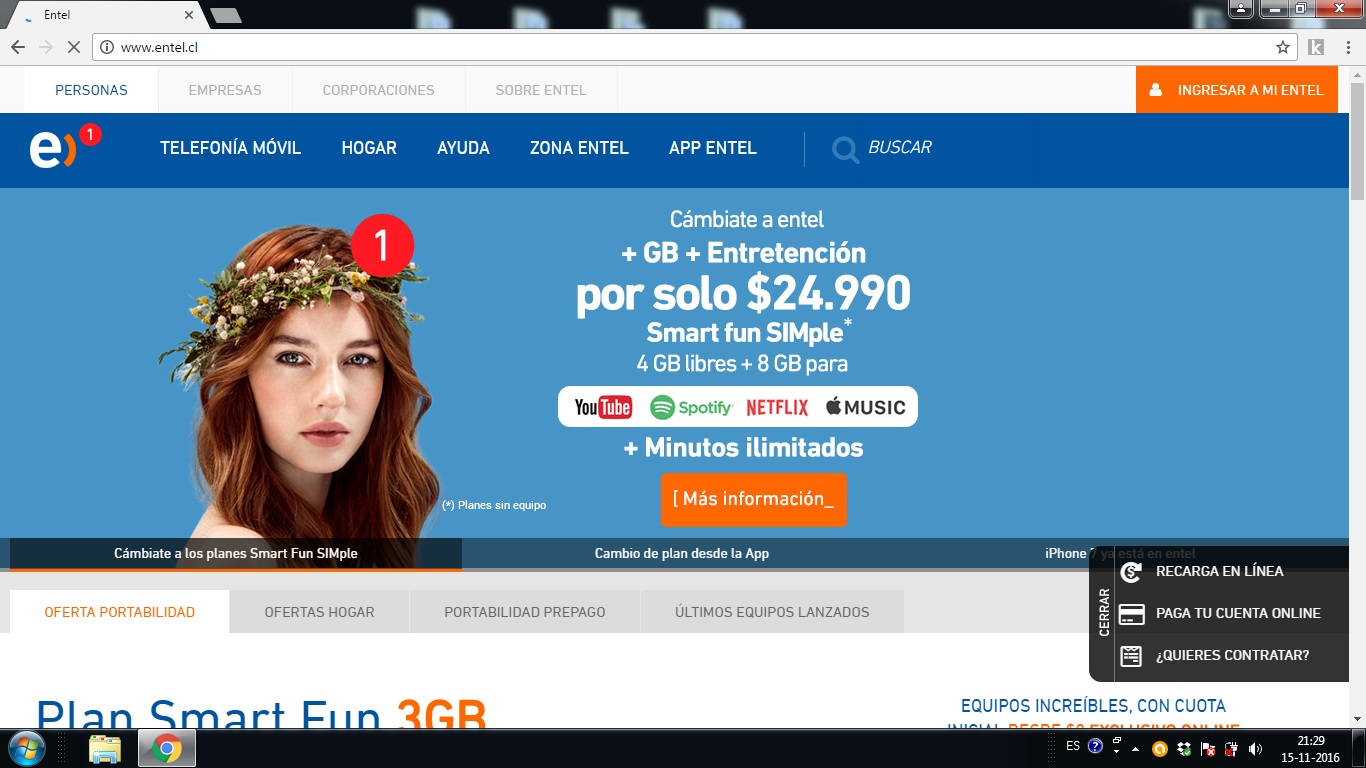 Entel
www.entel.cl
PERSONAS
EMPRESAS
CORPORACIONES
SOBRE ENTEL
INGRESAR A MI ENTEL
e) 1
TELEFONÍA MÓVIL
HOGAR
AYUDA
ZONA ENTEL
APP ENTEL
BUSCAR
1
Cámbiate a entel
+ GB + Entretención
por solo $24.990
Smart fun SIMple*
4 GB libres + 8 GB para
YouTube Spotify NETFLIX MUSIC
+ Minutos ilimitados
[ Más información_
(*) Planes sin equipo
Cámbiate a los planes Smart Fun SIMple
Cambio de plan desde la App
iPhone 7 ya está en entel
CERRAR
RECARGA EN LÍNEA
PAGA TU CUENTA ONLINE
¿QUIERES CONTRATAR?
OFERTA PORTABILIDAD
OFERTAS HOGAR
PORTABILIDAD PREPAGO
ÚLTIMOS EQUIPOS LANZADOS
Plan Smart Fun 3GB
EQUIPOS INCREÍBLES, CON CUOTA
INICIAL DESDE $0 EXCLUSIVO ONLINE
ES
21:29
15-11-2016